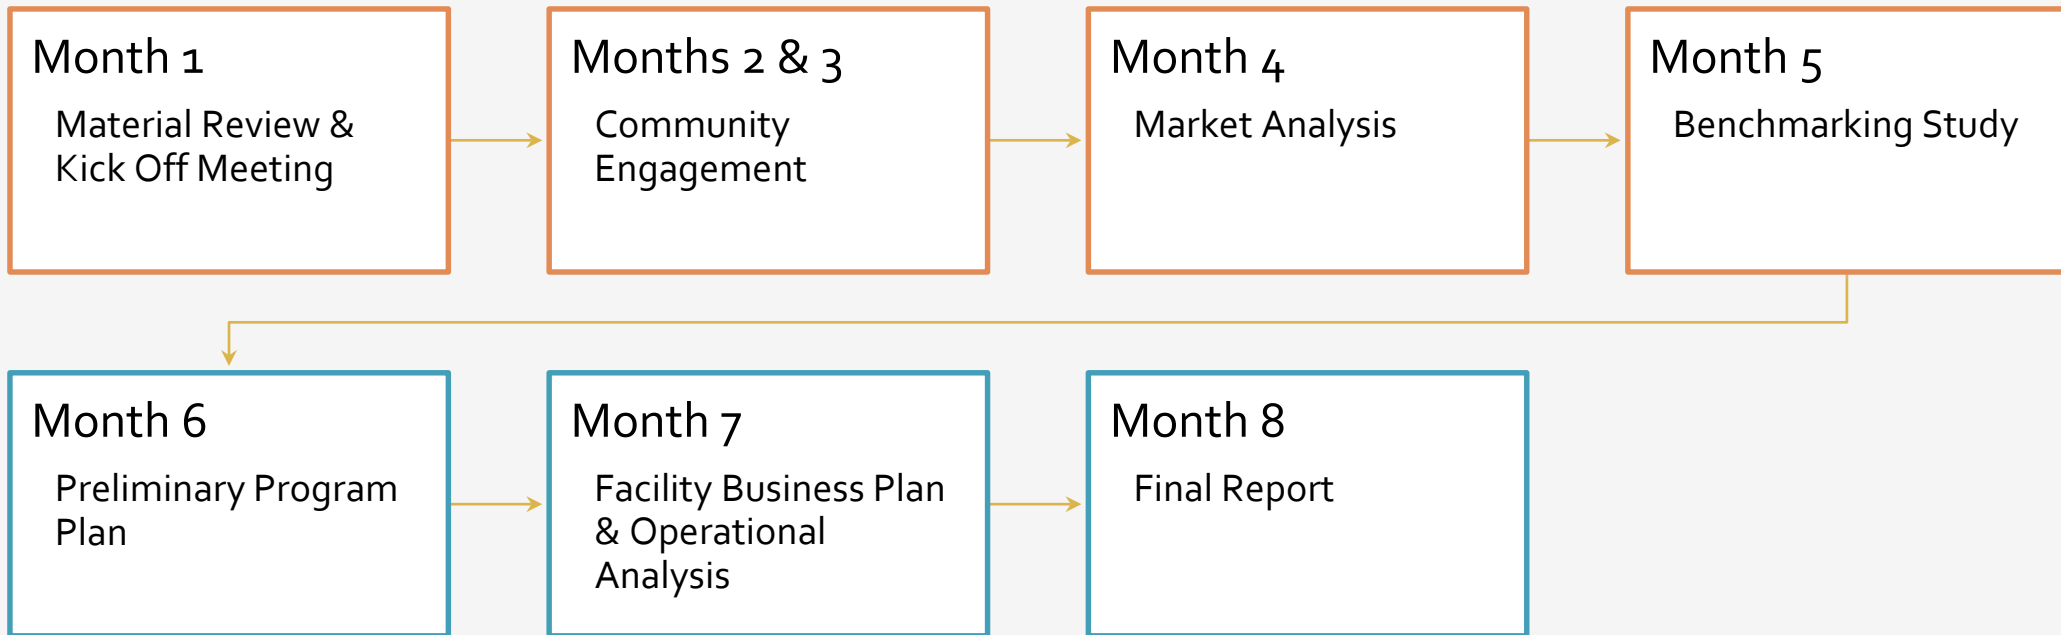 Month 1
Material Review &
Kick Off Meeting
Months 2 & 3
Community
Engagement
Month 4
Market Analysis
Month 5
Benchmarking Study
Month 6
Preliminary Program
Plan
Month 7
Facility Business Plan
& Operational
Analysis
Month 8
Final Report